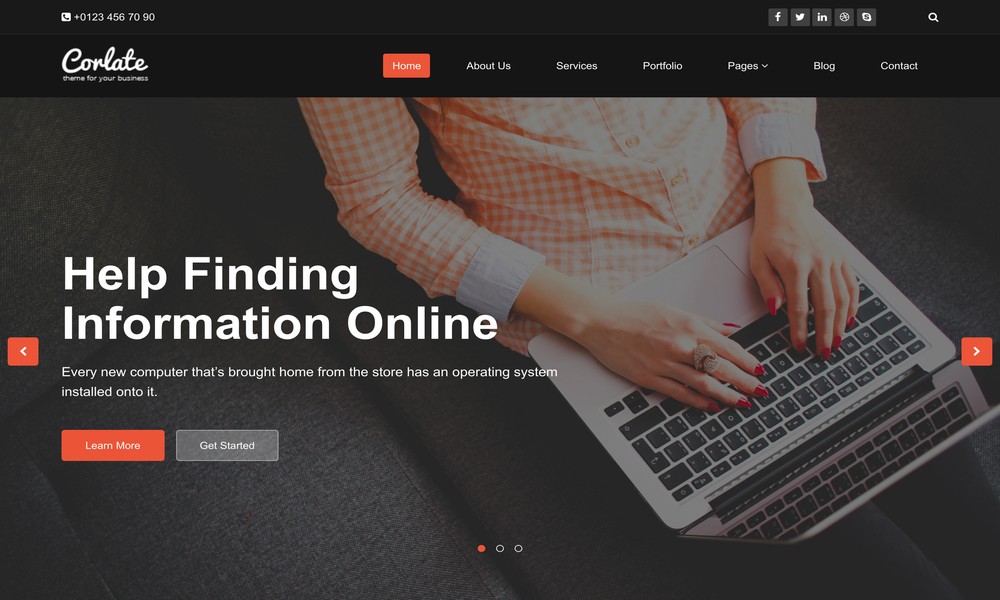 +0123 456 70 90
Corlate
theme for your business
Home About Us Services Portfolio Pages Blog Contact
Help Finding
Information Online
Every new computer that’s brought home from the store has an operating system
installed onto it.
Learn More Get Started